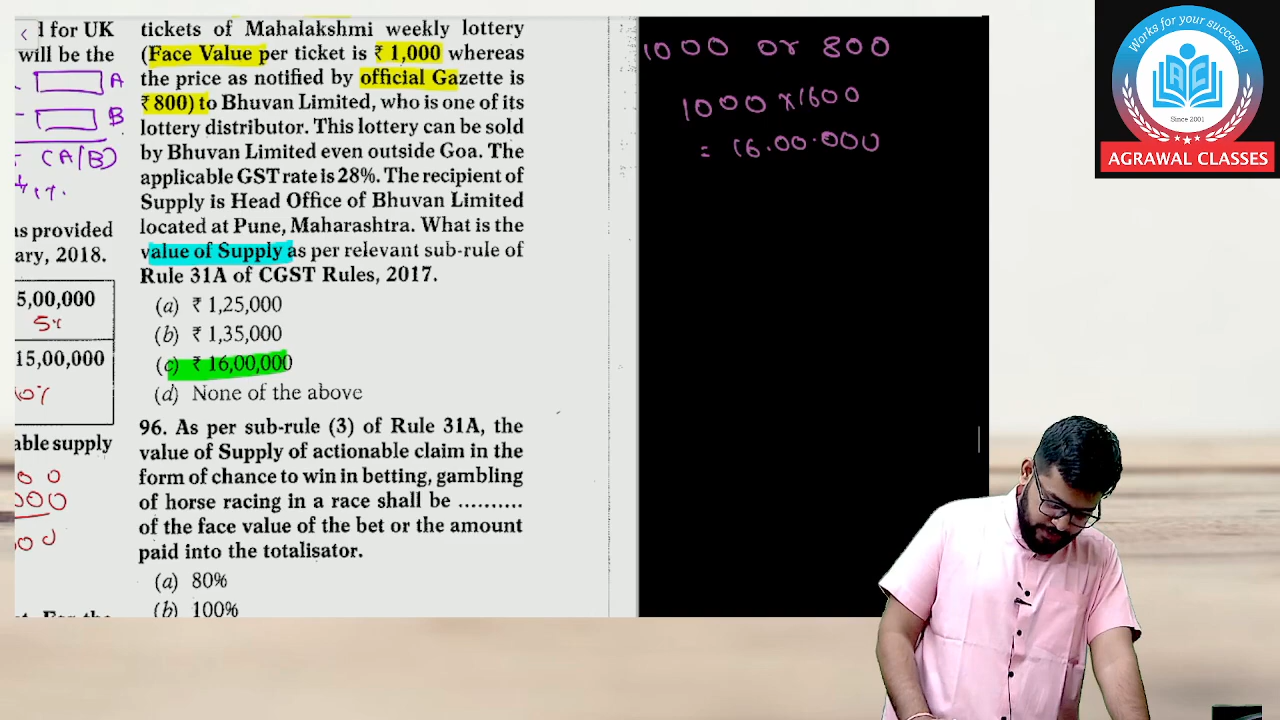 d for UK
will be the
A
B
(A/B)
1%.
as provided
ary, 2018.
5,00,000
5%
15,00,000
0%
able supply
0 0
000
00
tickets of Mahalakshmi weekly lottery
(Face Value per ticket is ₹ 1,000 whereas
the price as notified by official Gazette is
₹ 800) to Bhuvan Limited, who is one of its
lottery distributor. This lottery can be sold
by Bhuvan Limited even outside Goa. The
applicable GST rate is 28%. The recipient of
Supply is Head Office of Bhuvan Limited
located at Pune, Maharashtra. What is the
value of Supply as per relevant sub-rule of
Rule 31A of CGST Rules, 2017.
(a) ₹ 1,25,000
(b) ₹ 1,35,000
(c) ₹ 16,00,000
(d) None of the above
96. As per sub-rule (3) of Rule 31A, the
value of Supply of actionable claim in the
form of chance to win in betting, gambling
of horse racing in a race shall be ..........
of the face value of the bet or the amount
paid into the totalisator.
(a) 80%
(b) 100%
1000 or 800
1000 x1600
= 16.00.000
Works for your success!
AC
Since 2001
AGRAWAL CLASSES